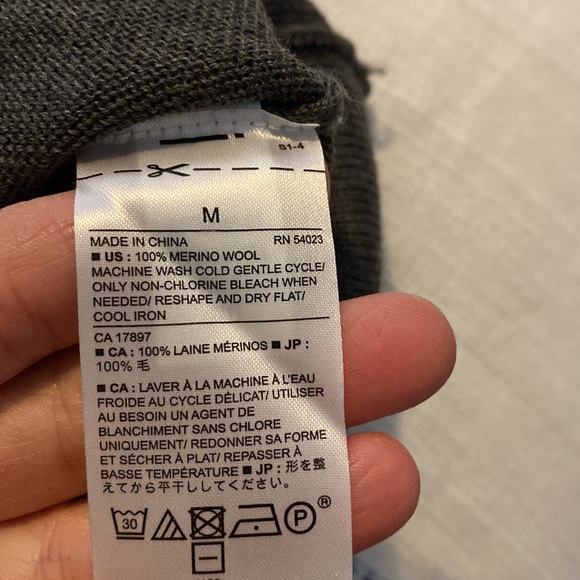 S1-4
M
MADE IN CHINA RN 54023
■ US : 100% MERINO WOOL
MACHINE WASH COLD GENTLE CYCLE/
ONLY NON-CHLORINE BLEACH WHEN
NEEDED/ RESHAPE AND DRY FLAT/
COOL IRON
CA 17897
■ CA : 100% LAINE MÉRINOS ■ JP :
100% 毛
■ CA : LAVER À LA MACHINE À L'EAU
FROIDE AU CYCLE DÉLICAT/ UTILISER
AU BESOIN UN AGENT DE
BLANCHIMENT SANS CHLORE
UNIQUEMENT/ REDONNER SA FORME
ET SÉCHER À PLAT/ REPASSER À
BASSE TEMPÉRATURE ■ JP : 形を整
えてから平干ししてください.
30 P ®